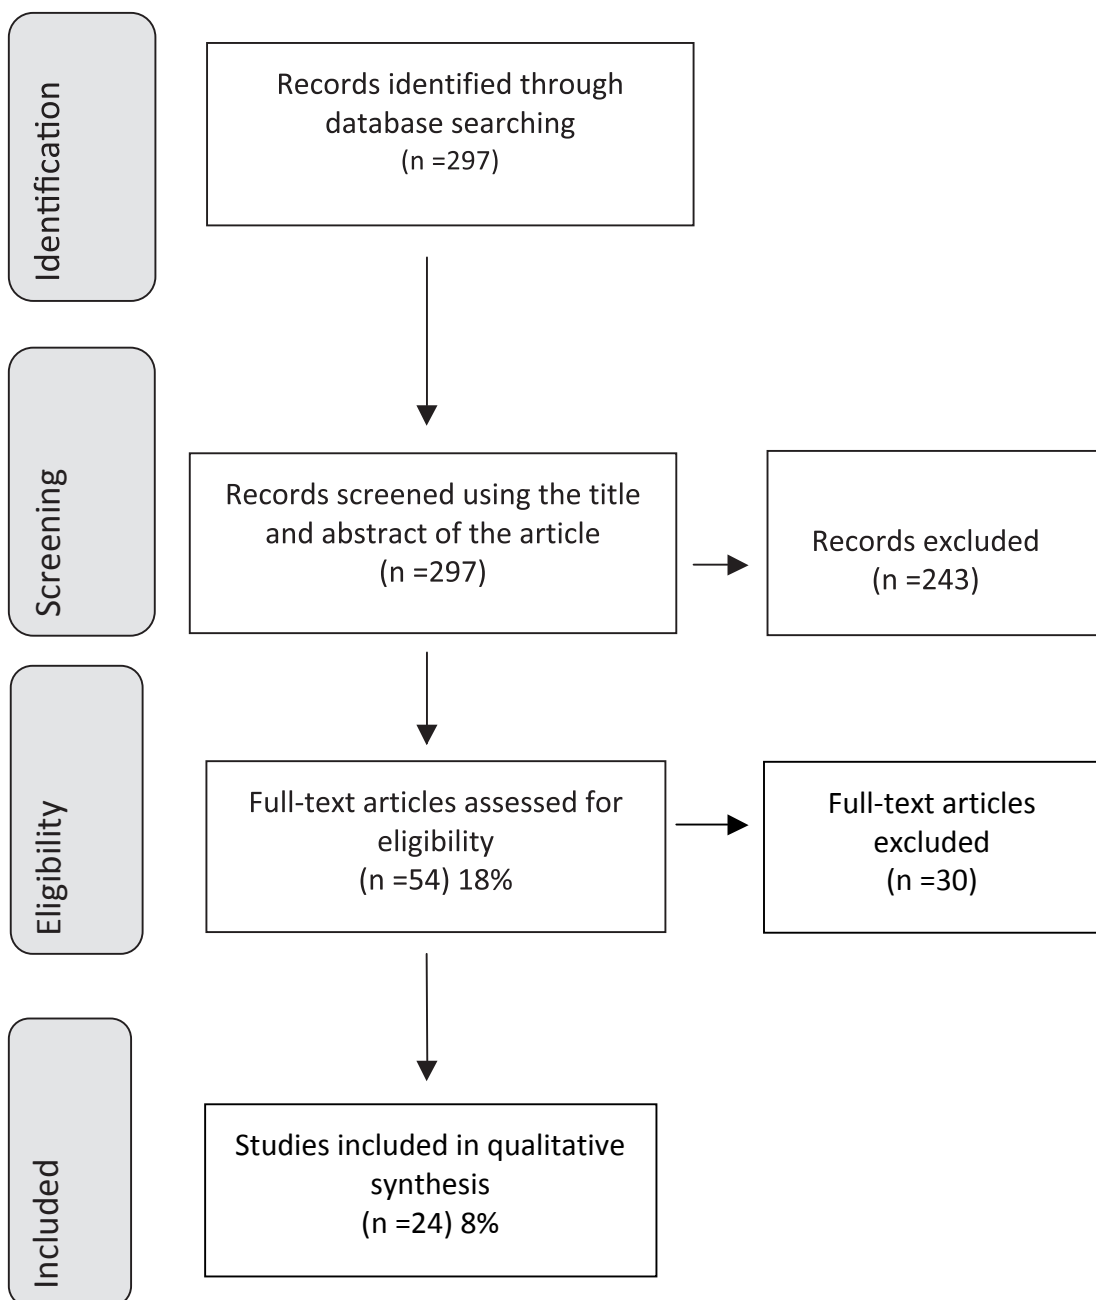 Identification
Records identified through
database searching
(n =297)
Screening
Records screened using the title
and abstract of the article
(n =297)
Records excluded
(n =243)
Eligibility
Full-text articles assessed for
eligibility
(n =54) 18%
Full-text articles
excluded
(n =30)
Included
Studies included in qualitative
synthesis
(n =24) 8%